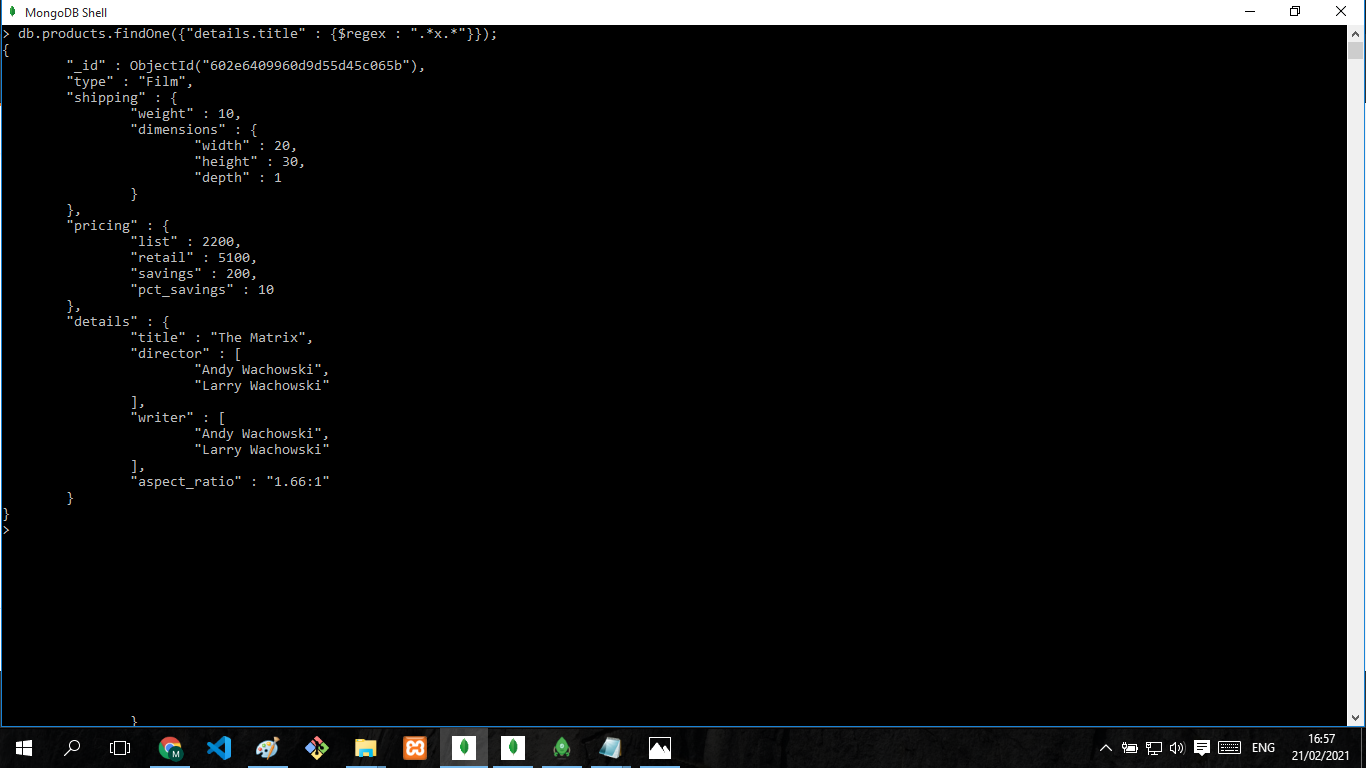 MongoDB Shell
> db.products.findOne({"details.title" : {$regex : ".*x.*"}});
{
        "_id" : ObjectId("602e6409960d9d55d45c065b"),
        "type" : "Film",
        "shipping" : {
                "weight" : 10,
                "dimensions" : {
                        "width" : 20,
                        "height" : 30,
                        "depth" : 1
                }
        },
        "pricing" : {
                "list" : 2200,
                "retail" : 5100,
                "savings" : 200,
                "pct_savings" : 10
        },
        "details" : {
                "title" : "The Matrix",
                "director" : [
                        "Andy Wachowski",
                        "Larry Wachowski"
                ],
                "writer" : [
                        "Andy Wachowski",
                        "Larry Wachowski"
                ],
                "aspect_ratio" : "1.66:1"
        }
}
>
                }
M
ENG
16:57
21/02/2021